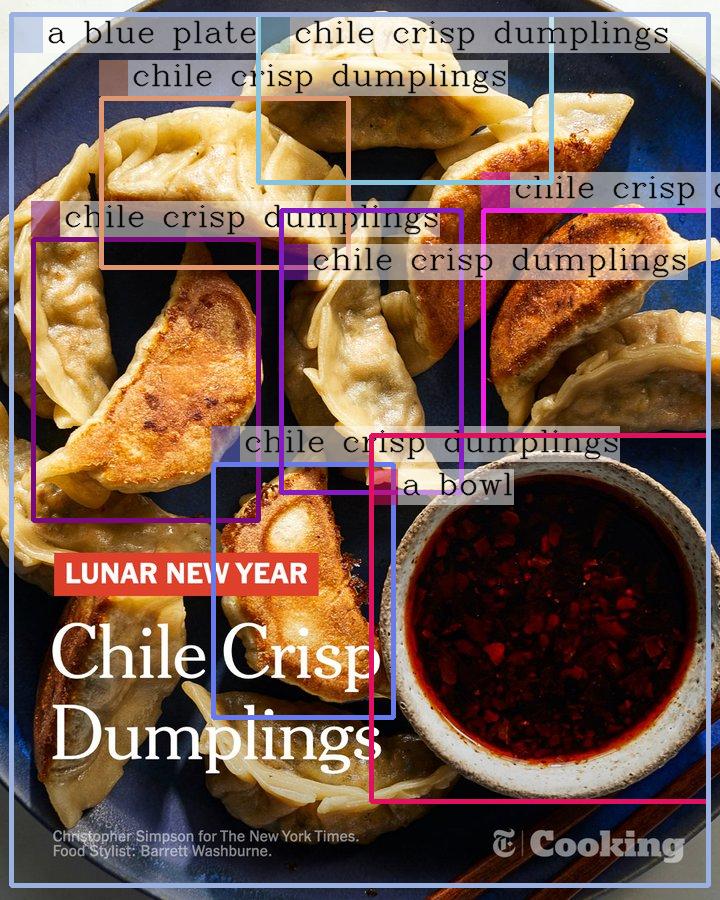 a blue plate
chile crisp dumplings
chile crisp dumplings
chile crisp
chile crisp dumplings
chile crisp dumplings
chile crisp dumplings
a bowl
LUNAR NEW YEAR
Chile Crisp
Dumplings
Christopher Simpson for The New York Times.
Food Stylist: Barrett Washburne.
T | Cooking